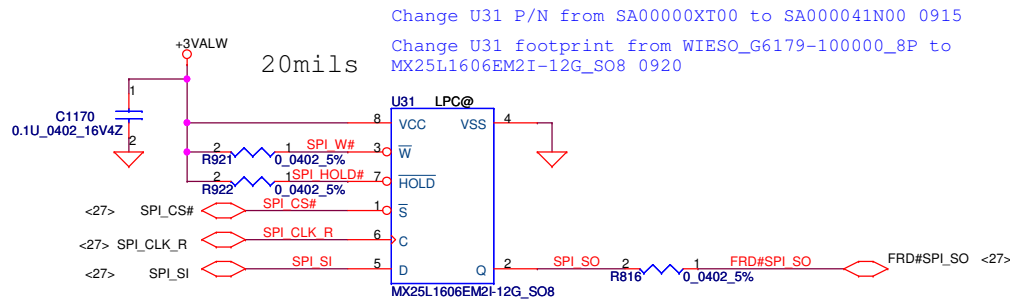 Change U31 P/N from SA00000XT00 to SA000041N00 0915
Change U31 footprint from WIESO_G6179-100000_8P to
MX25L1606EM2I-12G_SO8 0920
+3VALW
20mils
1
C1170
0.1U_0402_16V4Z
2
U31 LPC@
8 VCC VSS 4
2 1 SPI_W# 3 W
R921 0_0402_5%
2 1 SPI_HOLD# 7 HOLD
R922 0_0402_5%
<27> SPI_CS# SPI_CS# 1 S
<27> SPI_CLK_R SPI_CLK_R 6 C
<27> SPI_SI SPI_SI 5 D Q 2 SPI_SO 2 1 FRD#SPI_SO FRD#SPI_SO <27>
R816 0_0402_5%
MX25L1606EM2I-12G_SO8